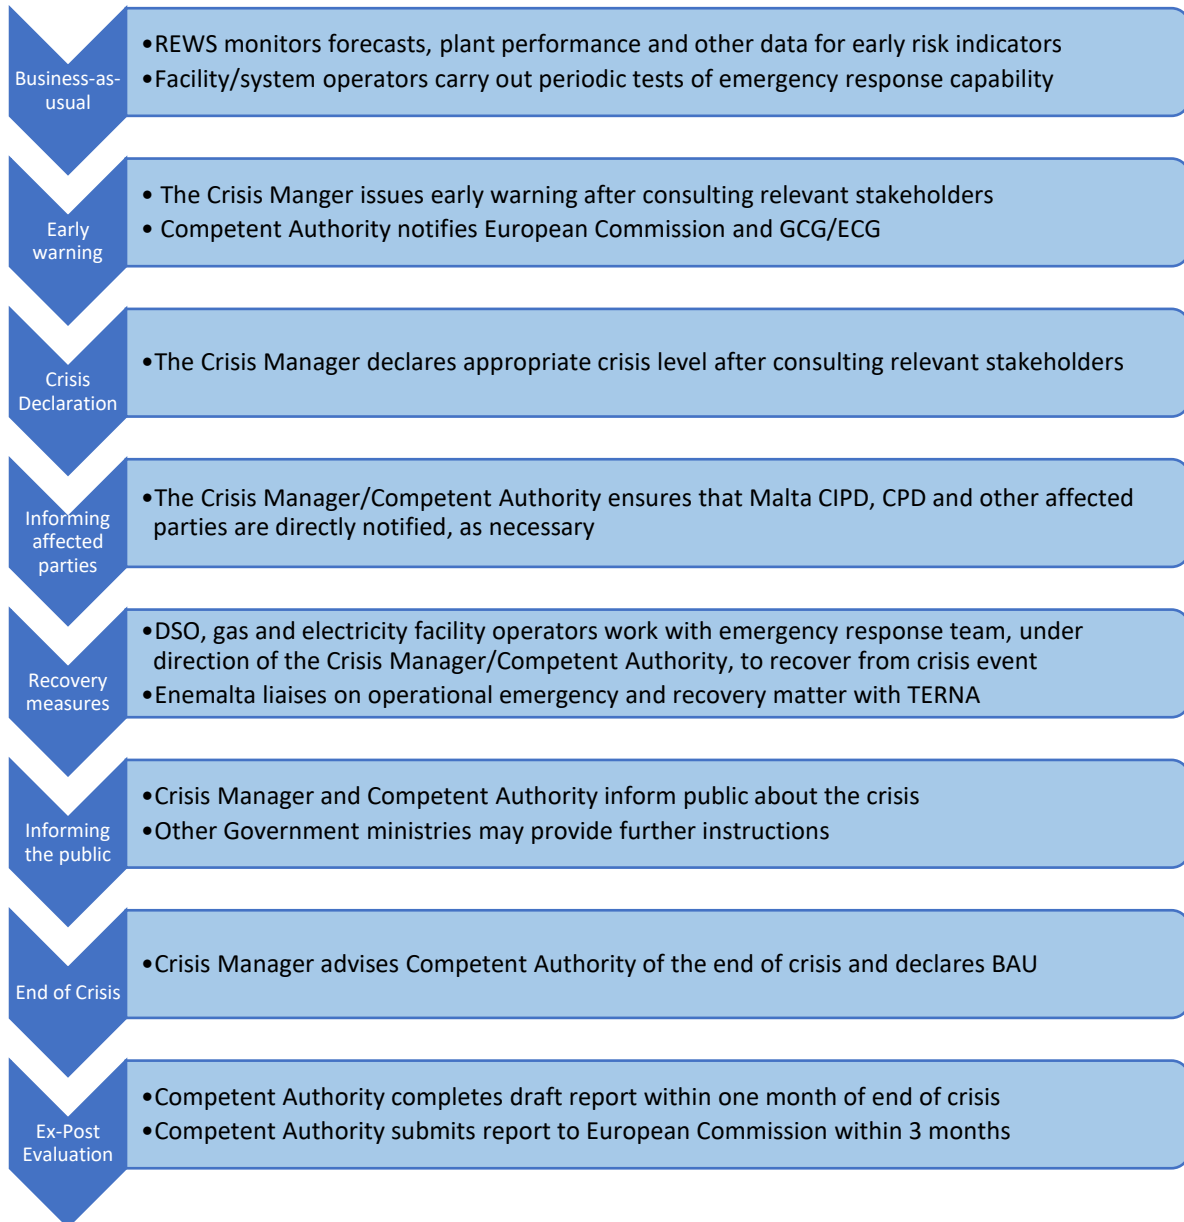 Business-as-
usual
•REWS monitors forecasts, plant performance and other data for early risk indicators
•Facility/system operators carry out periodic tests of emergency response capability
Early
warning
• The Crisis Manger issues early warning after consulting relevant stakeholders
• Competent Authority notifies European Commission and GCG/ECG
Crisis
Declaration
•The Crisis Manager declares appropriate crisis level after consulting relevant stakeholders
Informing
affected
parties
•The Crisis Manager/Competent Authority ensures that Malta CIPD, CPD and other affected
parties are directly notified, as necessary
Recovery
measures
•DSO, gas and electricity facility operators work with emergency response team, under
direction of the Crisis Manager/Competent Authority, to recover from crisis event
•Enemalta liaises on operational emergency and recovery matter with TERNA
Informing
the public
•Crisis Manager and Competent Authority inform public about the crisis
•Other Government ministries may provide further instructions
End of Crisis
•Crisis Manager advises Competent Authority of the end of crisis and declares BAU
Ex-Post
Evaluation
•Competent Authority completes draft report within one month of end of crisis
•Competent Authority submits report to European Commission within 3 months